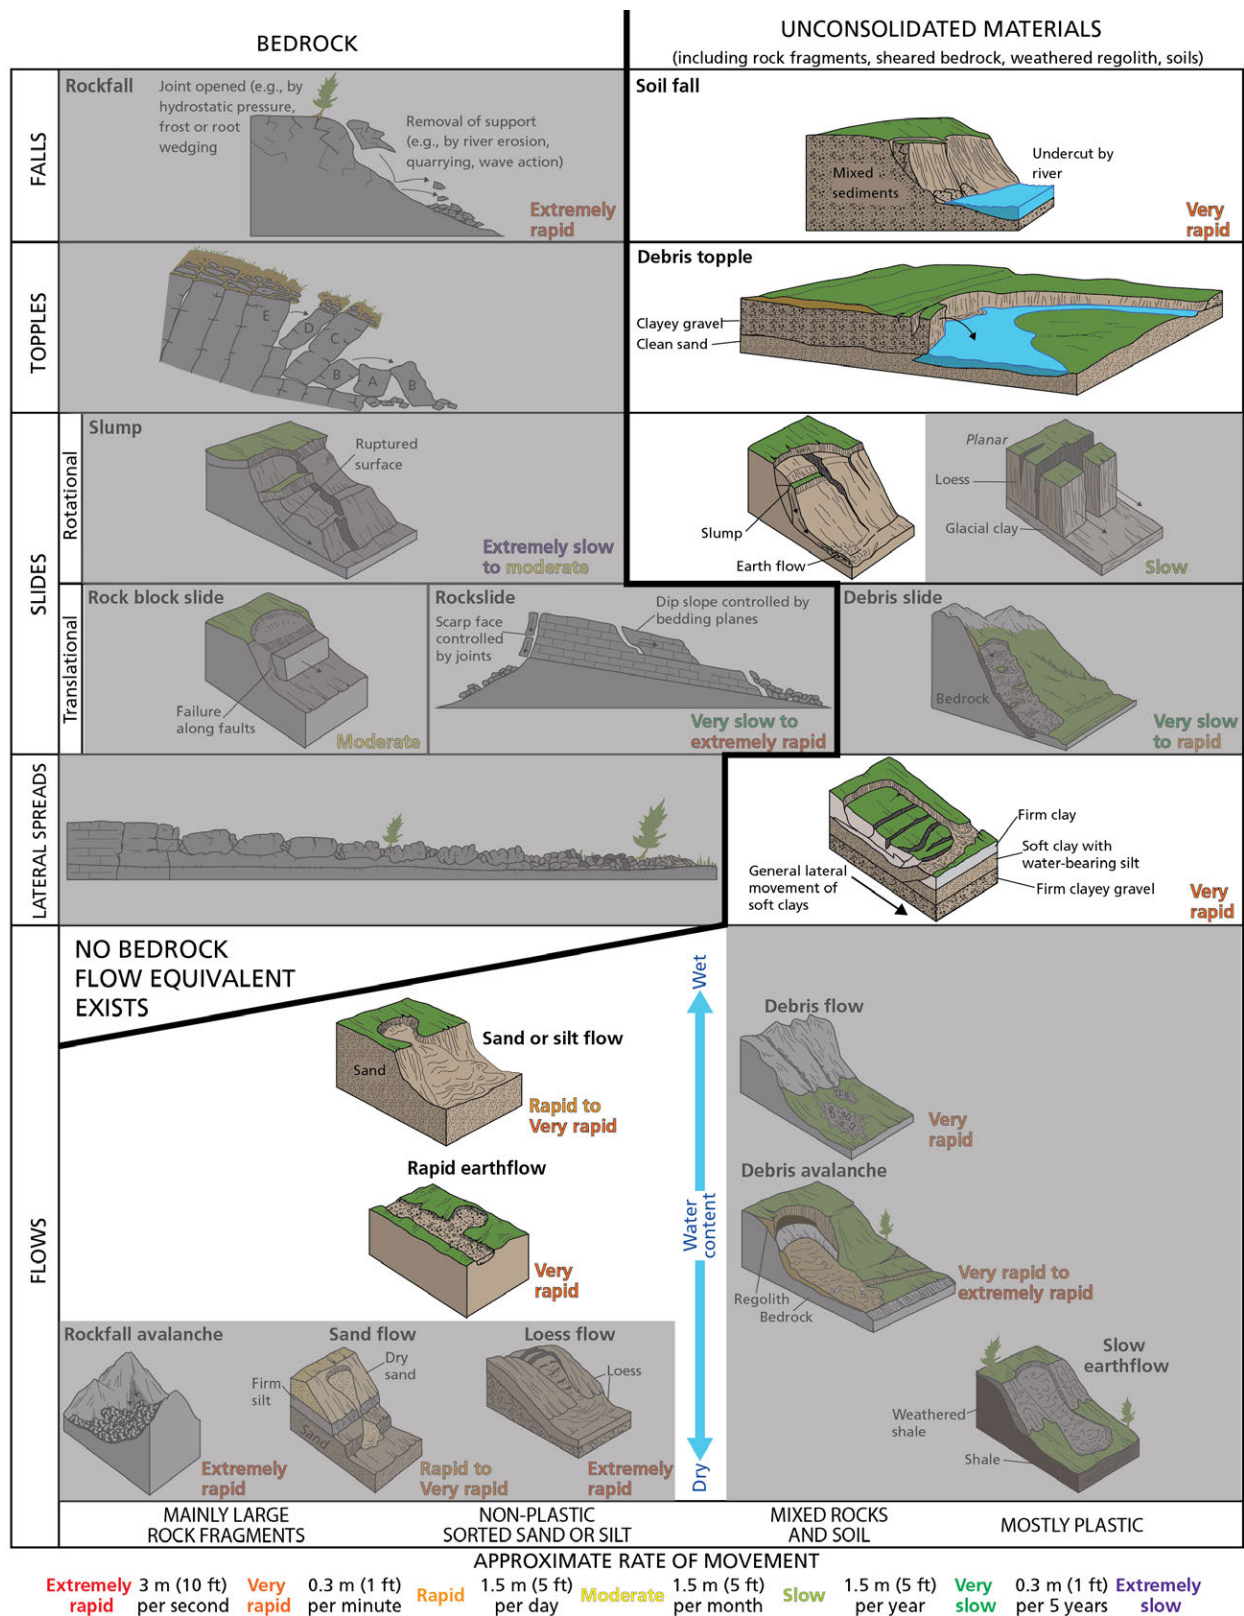 BEDROCK
UNCONSOLIDATED MATERIALS
(including rock fragments, sheared bedrock, weathered regolith, soils)
FALLS
Rockfall
Joint opened (e.g., by
hydrostatic pressure,
frost or root
wedging
Removal of support
(e.g., by river erosion,
quarrying, wave action)
Extremely
rapid
Soil fall
Mixed
sediments
Undercut by
river
Very
rapid
TOPPLES
E
D
C
B
A
B
Debris topple
Clayey gravel
Clean sand
SLIDES
Rotational
Slump
Ruptured
surface
Extremely slow
to moderate
Slump
Earth flow
Planar
Loess
Glacial clay
Slow
Translational
Rock block slide
Failure
along faults
Moderate
Rockslide
Scarp face
controlled
by joints
Dip slope controlled by
bedding planes
Very slow to
extremely rapid
Debris slide
Bedrock
Very slow
to rapid
LATERAL SPREADS
General lateral
movement of
soft clays
Firm clay
Soft clay with
water-bearing silt
Firm clayey gravel
Very
rapid
FLOWS
NO BEDROCK
FLOW EQUIVALENT
EXISTS
Sand or silt flow
Sand
Rapid to
Very rapid
Rapid earthflow
Very
rapid
Rockfall avalanche
Extremely
rapid
Sand flow
Dry
sand
Firm
silt
Sand
Rapid to
Very rapid
Loess flow
Loess
Extremely
rapid
Wet
Water
content
Dry
Debris flow
Very
rapid
Debris avalanche
Regolith
Bedrock
Very rapid to
extremely rapid
Slow
earthflow
Weathered
shale
Shale
MAINLY LARGE
ROCK FRAGMENTS
NON-PLASTIC
SORTED SAND OR SILT
MIXED ROCKS
AND SOIL
MOSTLY PLASTIC
APPROXIMATE RATE OF MOVEMENT
Extremely
rapid
3 m (10 ft)
per second
Very
rapid
0.3 m (1 ft)
per minute
Rapid
1.5 m (5 ft)
per day
Moderate
1.5 m (5 ft)
per month
Slow
1.5 m (5 ft)
per year
Very
slow
0.3 m (1 ft)
per 5 years
Extremely
slow